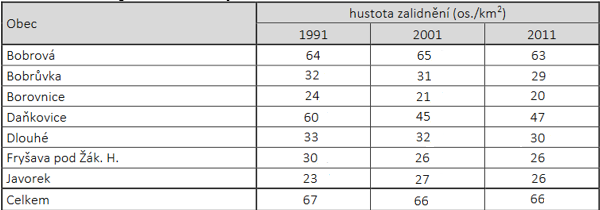 Obec hustota zalidnění (os./km²)
1991 2001 2011
Bobrová 64 65 63
Bobrůvka 32 31 29
Borovnice 24 21 20
Daňkovice 60 45 47
Dlouhé 33 32 30
Fryšava pod Žák. H. 30 26 26
Javorek 23 27 26
Celkem 67 66 66